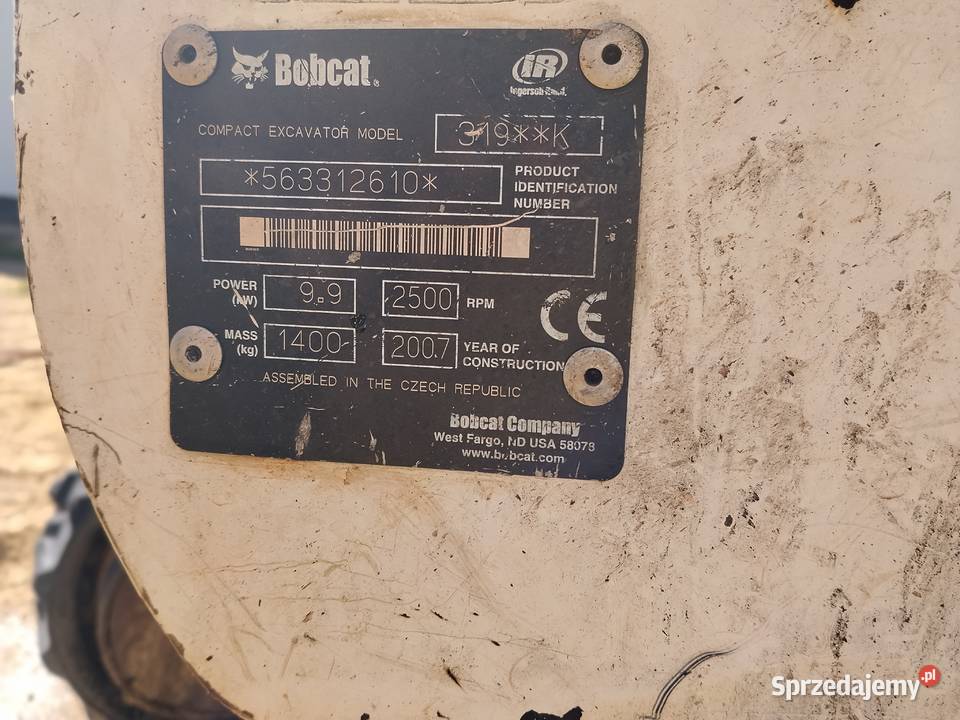 Bobcat.
IR
Ingersoll-Rand.
COMPACT EXCAVATOR MODEL 319**K
*563312610*
PRODUCT
IDENTIFICATION
NUMBER
POWER
(kW) 9.9 2500 RPM
MASS
(kg) 1400 2007 YEAR OF
CONSTRUCTION
CE
ASSEMBLED IN THE CZECH REPUBLIC
Bobcat Company
West Fargo, ND USA 58078
www.bobcat.com
Sprzedajemy.pl